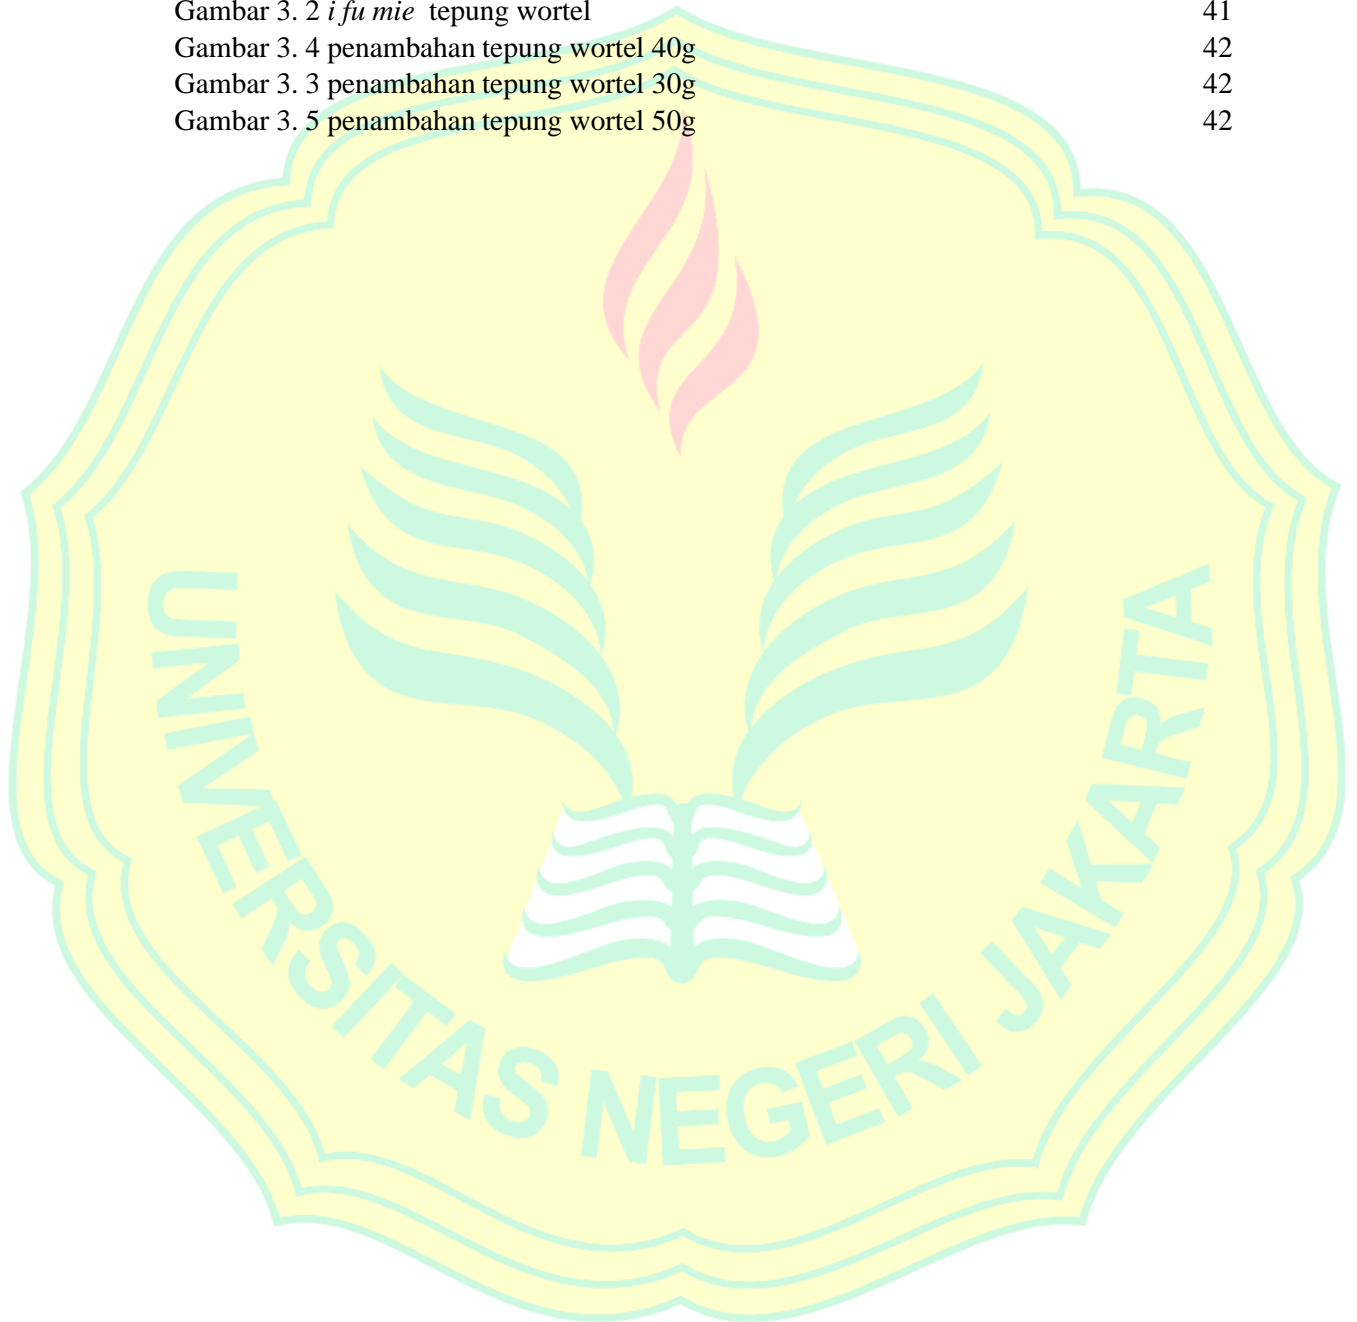 Gambar 3. 2 i fu mie tepung wortel 41
Gambar 3. 4 penambahan tepung wortel 40g 42
Gambar 3. 3 penambahan tepung wortel 30g 42
Gambar 3. 5 penambahan tepung wortel 50g 42
UNIVERSITAS NEGERI JAKARTA